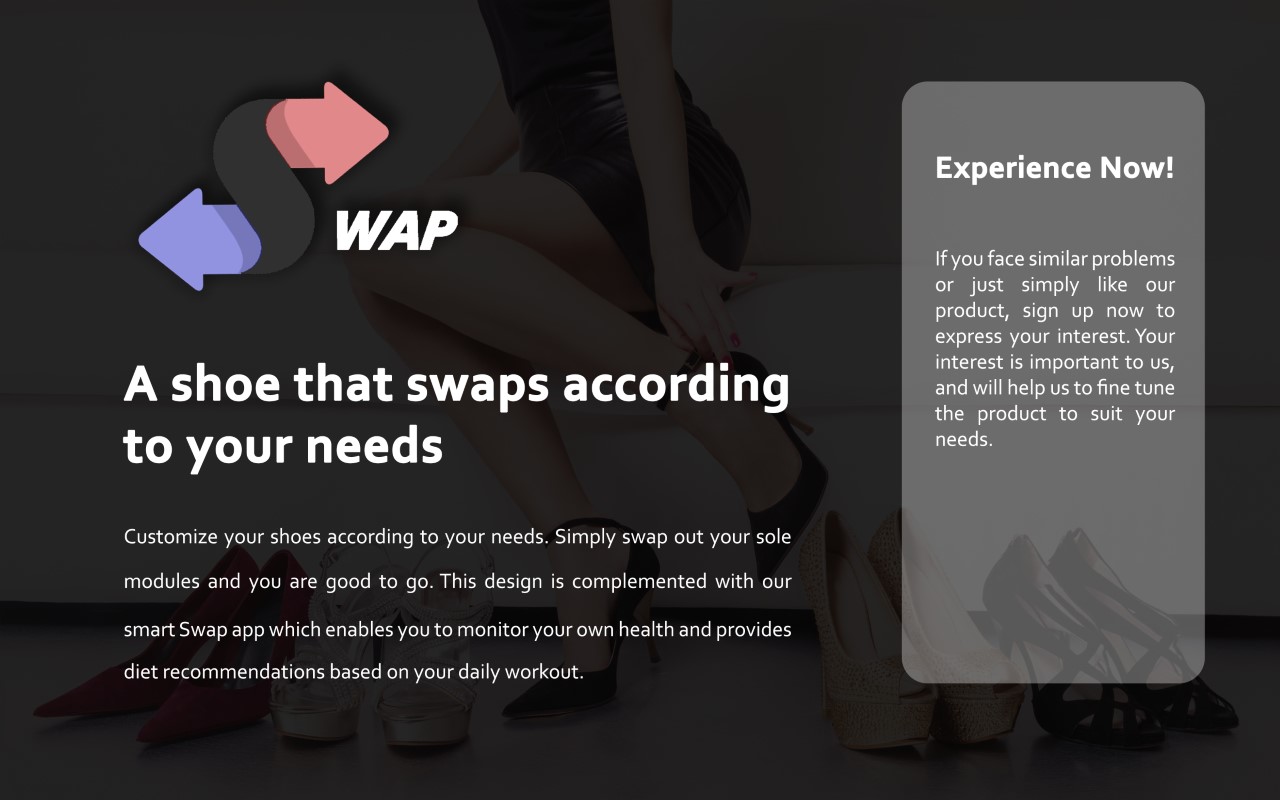 SWAP
A shoe that swaps according
to your needs
Customize your shoes according to your needs. Simply swap out your sole
modules and you are good to go. This design is complemented with our
smart Swap app which enables you to monitor your own health and provides
diet recommendations based on your daily workout.
Experience Now!
If you face similar problems
or just simply like our
product, sign up now to
express your interest. Your
interest is important to us,
and will help us to fine tune
the product to suit your
needs.